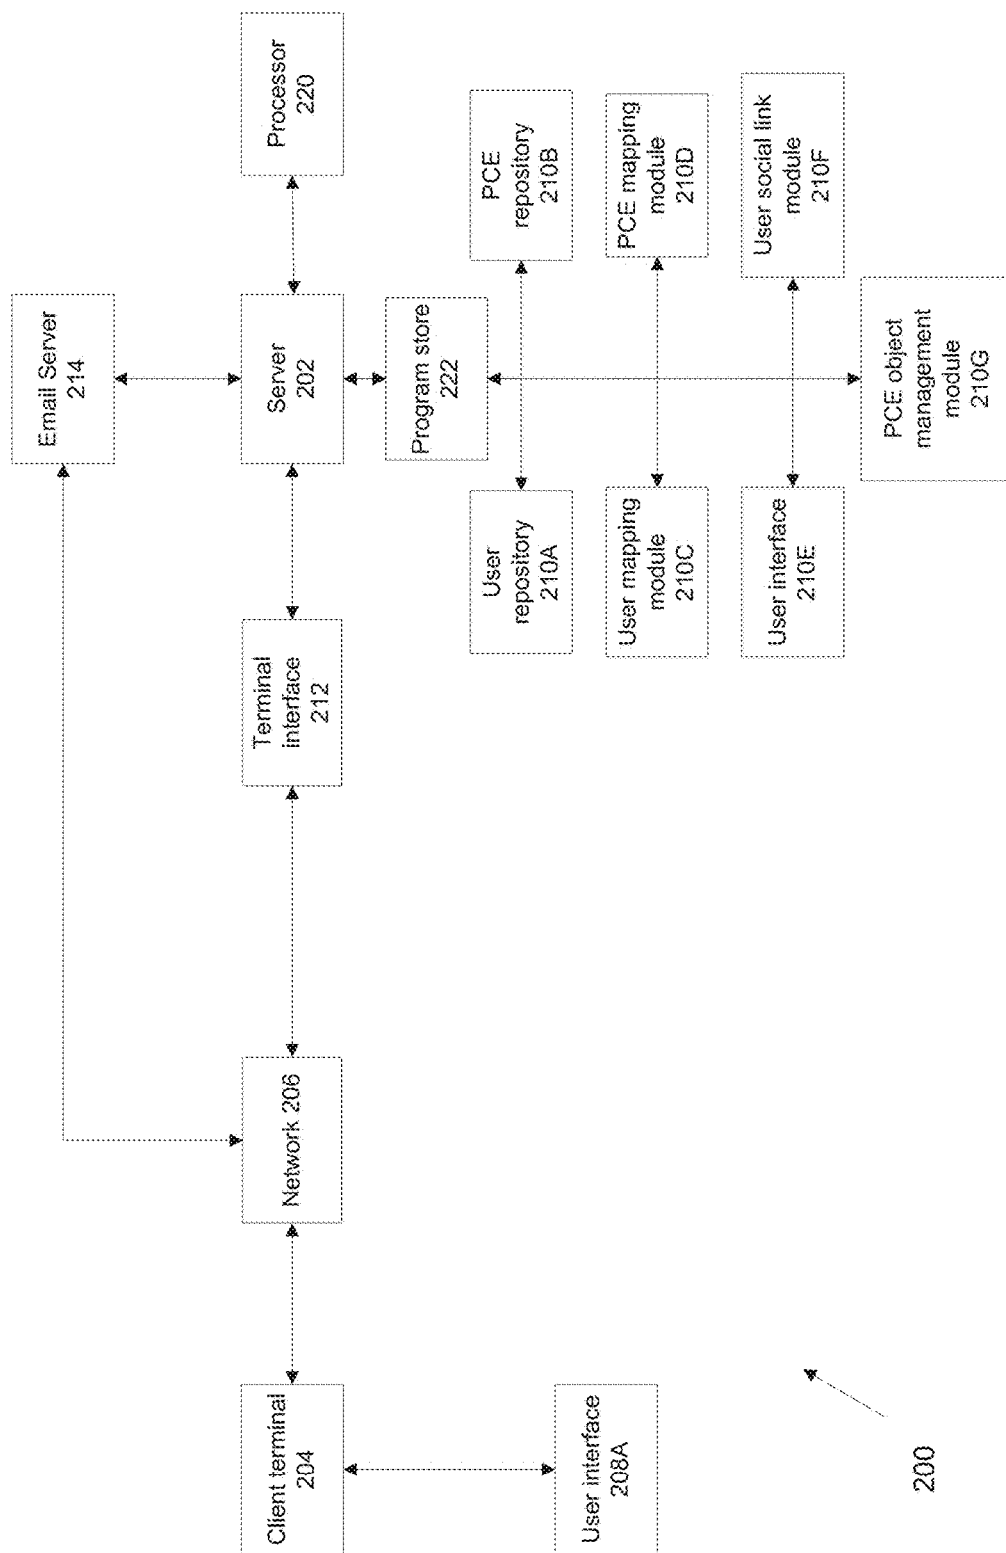 Email Server
214
Client terminal
204
Network 206
Terminal
interface
212
Server
202
Processor
220
Program store
222
User interface
208A
User
repository
210A
PCE
repository
210B
User mapping
module
210C
PCE mapping
module
210D
User interface
210E
User social link
module
210F
PCE object
management
module
210G
200